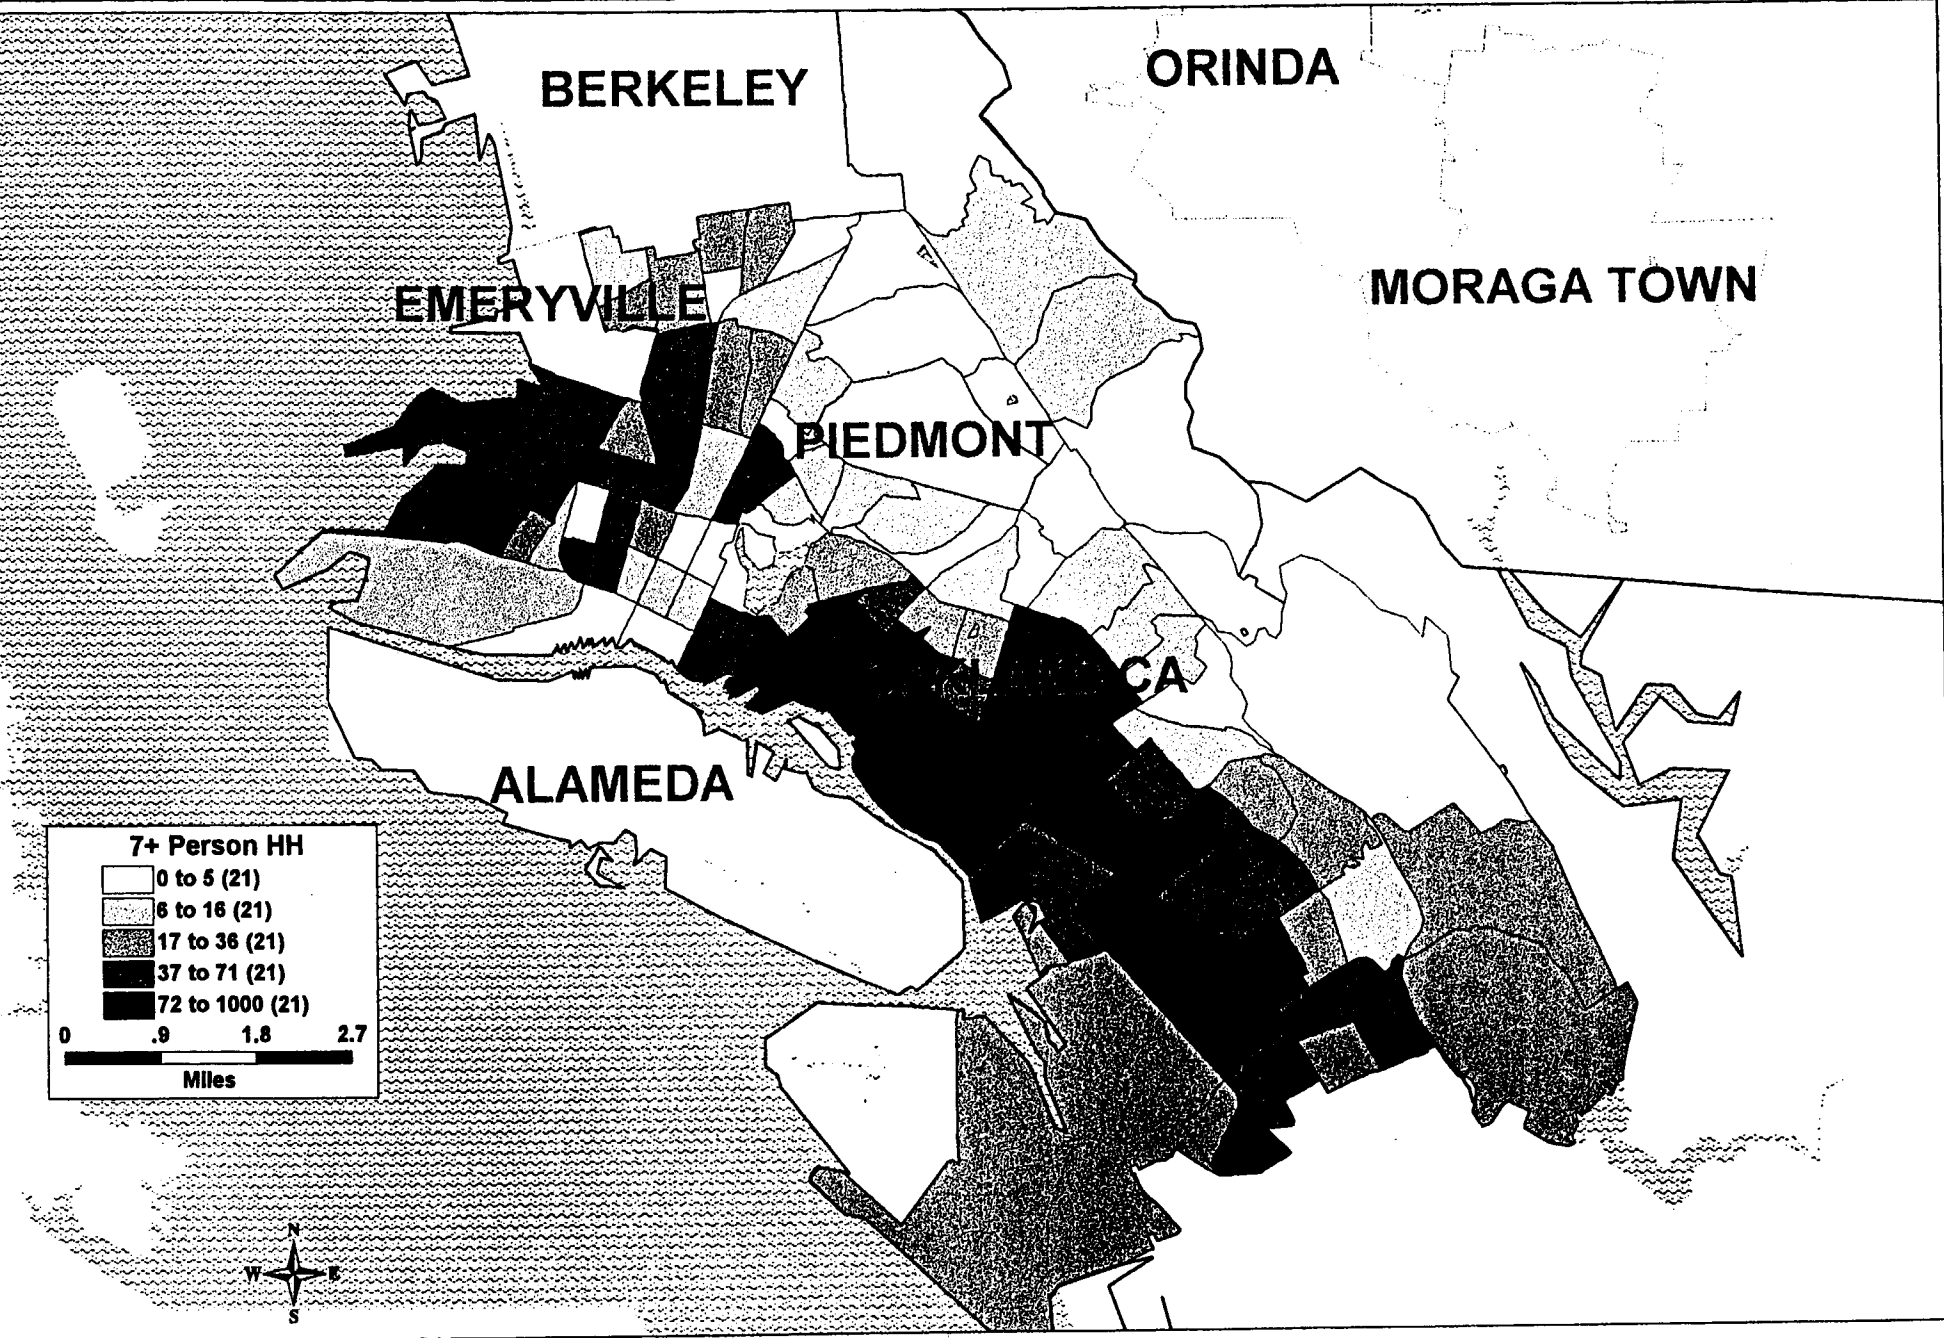 BERKELEY
ORINDA
MORAGA TOWN
EMERYVILLE
PIEDMONT
CA
ALAMEDA
7+ Person HH
0 to 5 (21)
6 to 16 (21)
17 to 36 (21)
37 to 71 (21)
72 to 1000 (21)
0 .9 1.8 2.7
Miles
N
W E
S